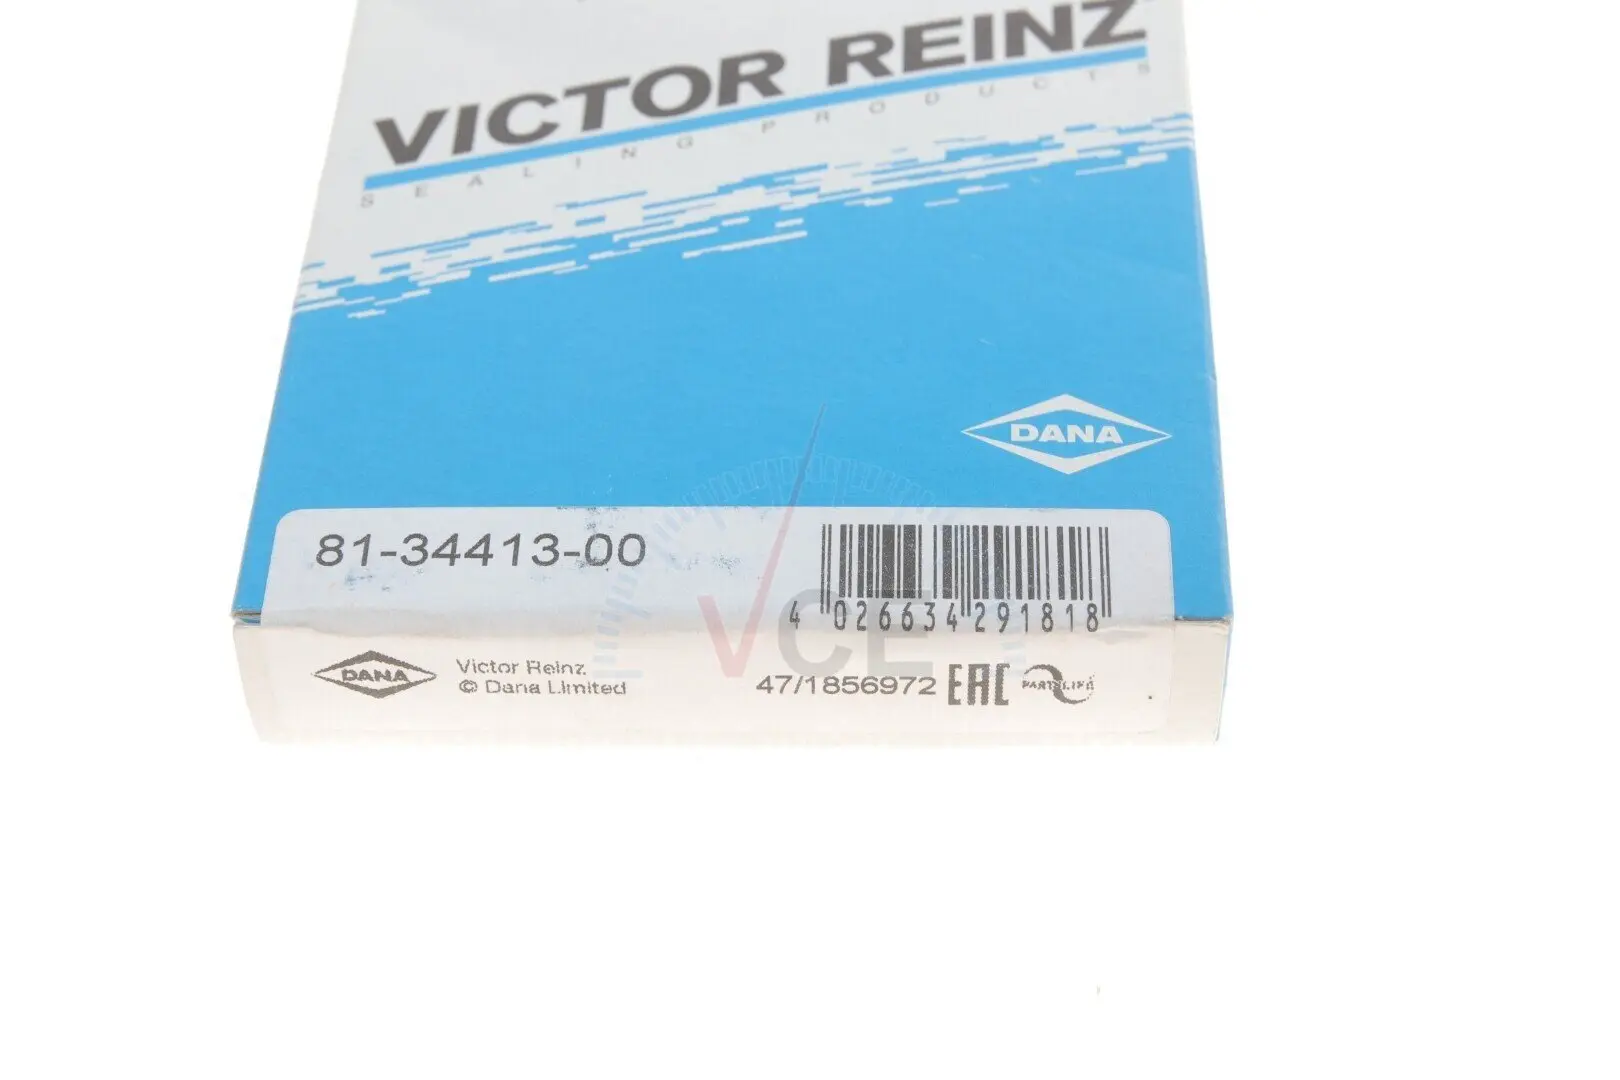 VICTOR REINZ
SEALING PRODUCTS
DANA
81-34413-00
4 026634 291818
VCE
DANA
Victor Reinz
© Dana Limited
47/1856972
EAC
PARTSLIFE